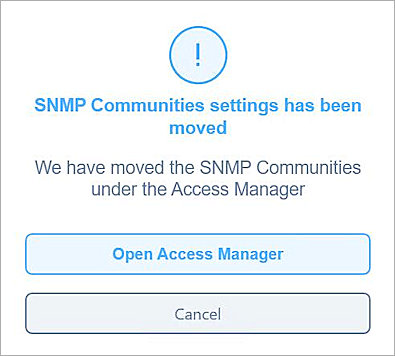 !
SNMP Communities settings has been
moved
We have moved the SNMP Communities
under the Access Manager
Open Access Manager
Cancel